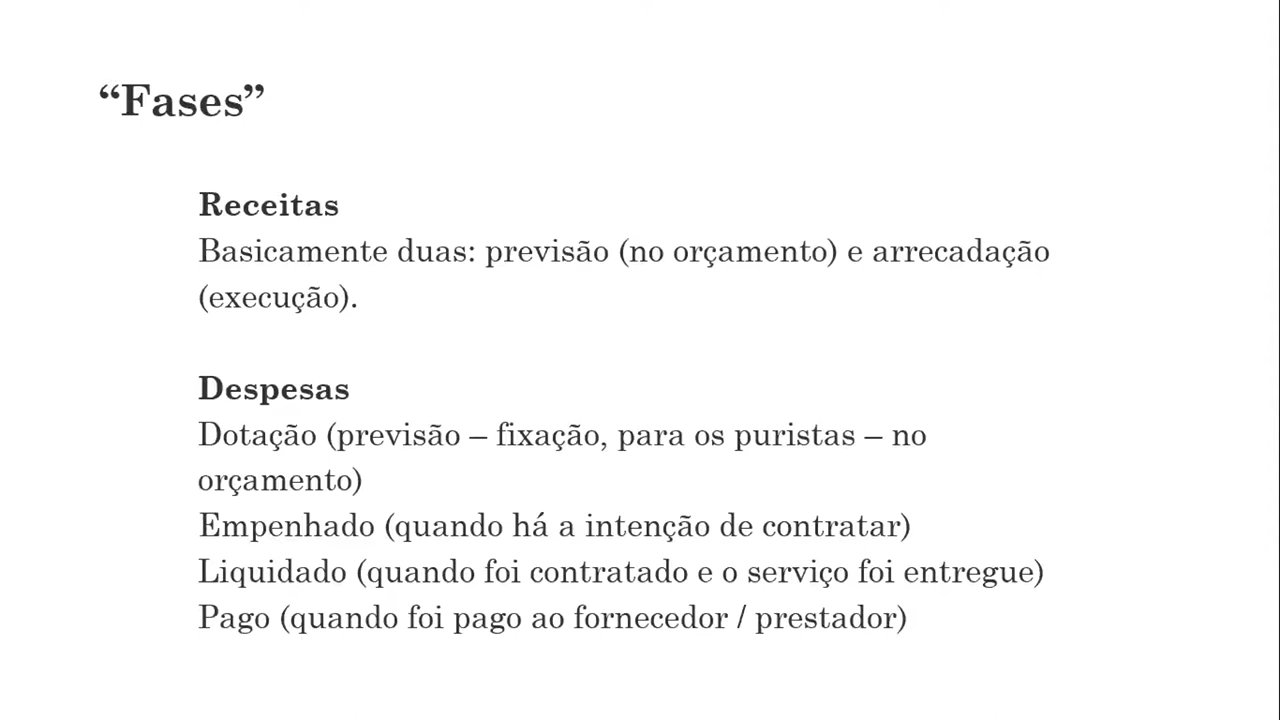 “Fases”
Receitas
Basicamente duas: previsão (no orçamento) e arrecadação
(execução).
Despesas
Dotação (previsão – fixação, para os puristas – no
orçamento)
Empenhado (quando há a intenção de contratar)
Liquidado (quando foi contratado e o serviço foi entregue)
Pago (quando foi pago ao fornecedor / prestador)